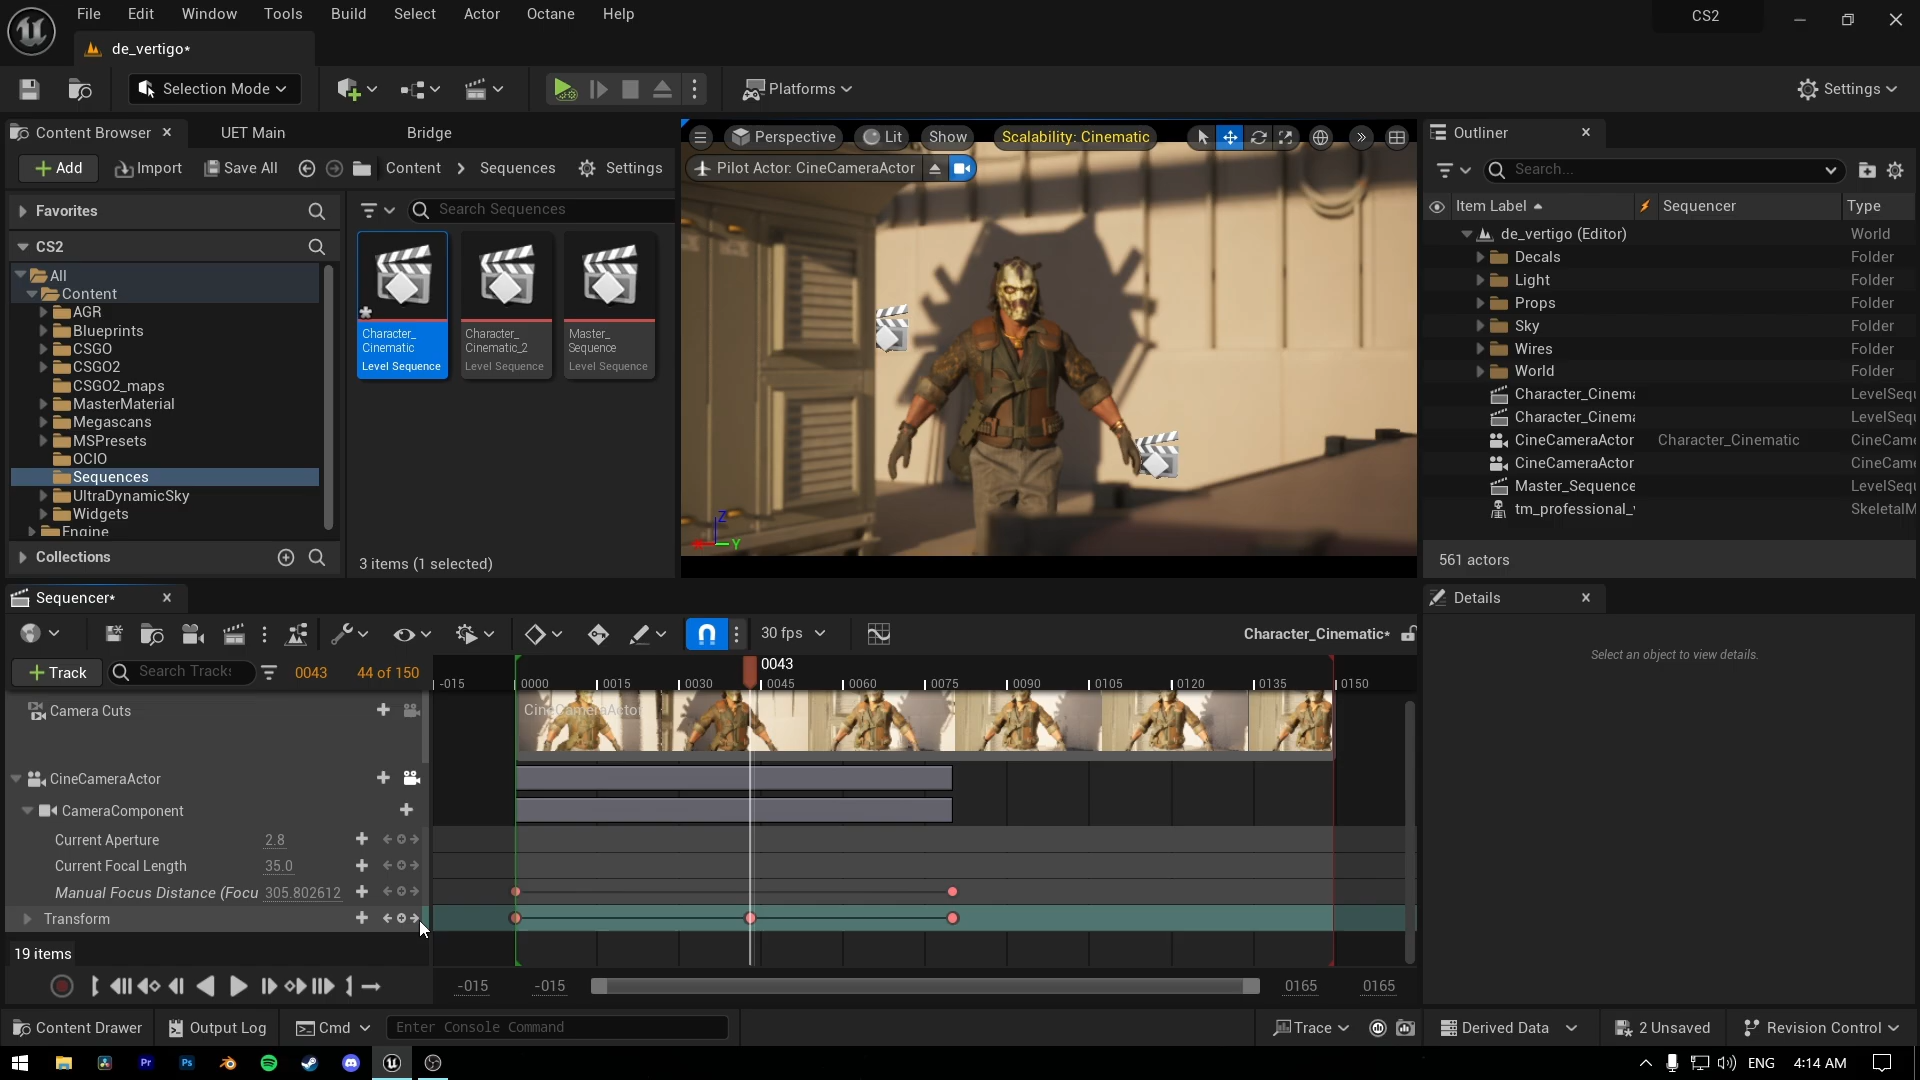 File Edit Window Tools Build Select Actor Octane Help
CS2
de_vertigo*
Selection Mode
Platforms
Settings
Content Browser
UET Main
Bridge
Add
Import
Save All
Content
Sequences
Settings
Favorites
CS2
All
Content
AGR
Blueprints
CSGO
CSGO2
CSGO2_maps
MasterMaterial
Megascans
MSPresets
OCIO
Sequences
UltraDynamicSky
Widgets
Engine
Collections
Search Sequences
Character_
Cinematic
Level Sequence
Character_
Cinematic_2
Level Sequence
Master_
Sequence
Level Sequence
3 items (1 selected)
Perspective
Lit
Show
Scalability: Cinematic
Pilot Actor: CineCameraActor
Z
Y
Outliner
Search...
Item Label
Sequencer
Type
de_vertigo (Editor) World
Decals Folder
Light Folder
Props Folder
Sky Folder
Wires Folder
World Folder
Character_Cinema LevelSequ
Character_Cinema LevelSequ
CineCameraActor Character_Cinematic CineCame
CineCameraActor CineCame
Master_Sequence LevelSequ
tm_professional_ SkeletalM
561 actors
Sequencer*
30 fps
Character_Cinematic*
Track
Search Tracks
0043
44 of 150
0043
-015 0000 0015 0030 0045 0060 0075 0090 0105 0120 0135 0150
Camera Cuts
CineCameraActor
CineCameraActor
CameraComponent
Current Aperture 2.8
Current Focal Length 35.0
Manual Focus Distance (Focu 305.802612
Transform
19 items
-015 -015 0165 0165
Details
Select an object to view details.
Content Drawer
Output Log
Cmd
Enter Console Command
Trace
Derived Data
2 Unsaved
Revision Control
Pr
Ps
ENG
4:14 AM